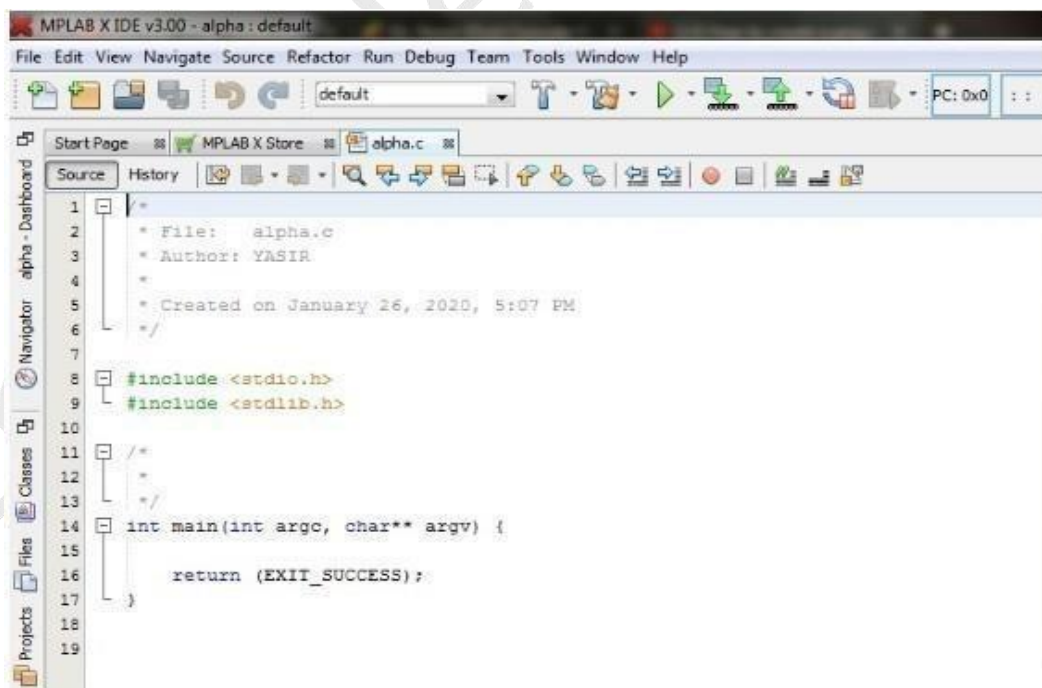 MPLAB X IDE v3.00 - alpha : default
File Edit View Navigate Source Refactor Run Debug Team Tools Window Help
default
PC: 0x0
Start Page
MPLAB X Store
alpha.c
Source
History
1 /*
2 * File: alpha.c
3 * Author: YASIR
4 *
5 * Created on January 26, 2020, 5:07 PM
6 */
7
8 #include <stdio.h>
9 #include <stdlib.h>
10
11 /*
12 *
13 */
14 int main(int argc, char** argv) {
15
16 return (EXIT_SUCCESS);
17 }
18
19
alpha - Dashboard
Navigator
Classes
Files
Projects